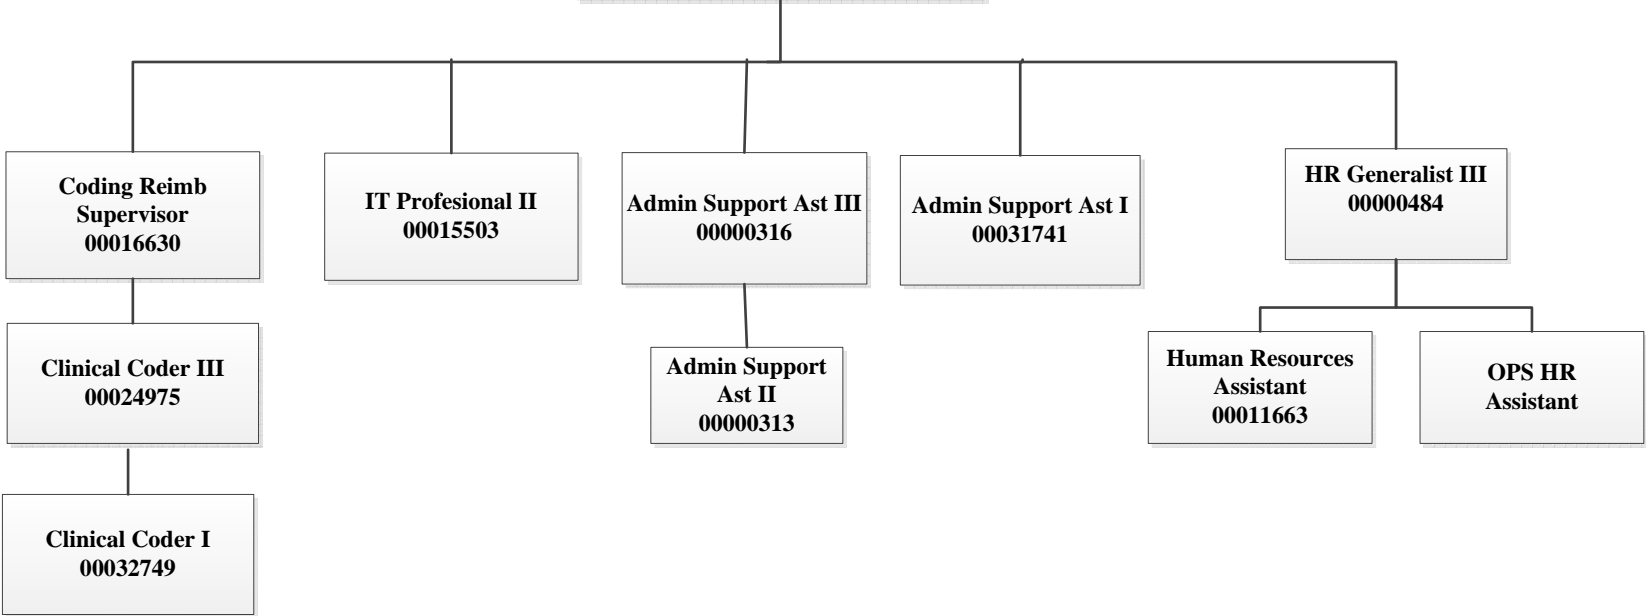 Coding Reimb
Supervisor
00016630
IT Profesional II
00015503
Admin Support Ast III
00000316
Admin Support Ast I
00031741
HR Generalist III
00000484
Clinical Coder III
00024975
Admin Support
Ast II
00000313
Human Resources
Assistant
00011663
OPS HR
Assistant
Clinical Coder I
00032749